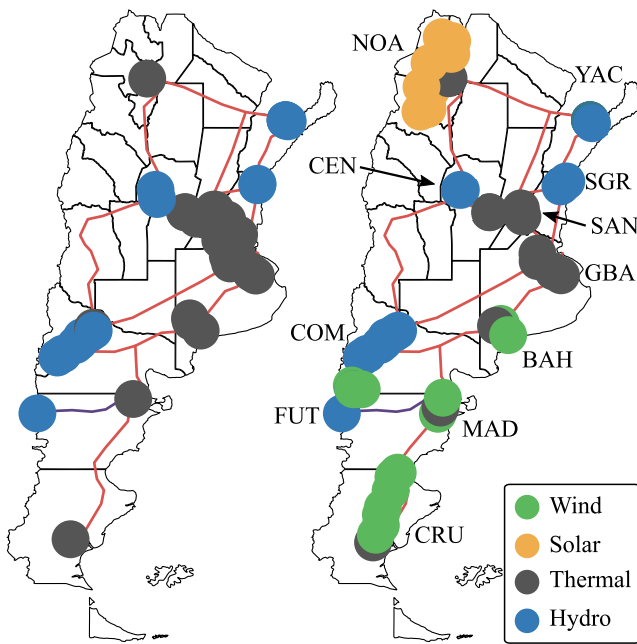 NOA
YAC
CEN
SGR
SAN
GBA
COM
BAH
FUT
MAD
CRU
Wind
Solar
Thermal
Hydro